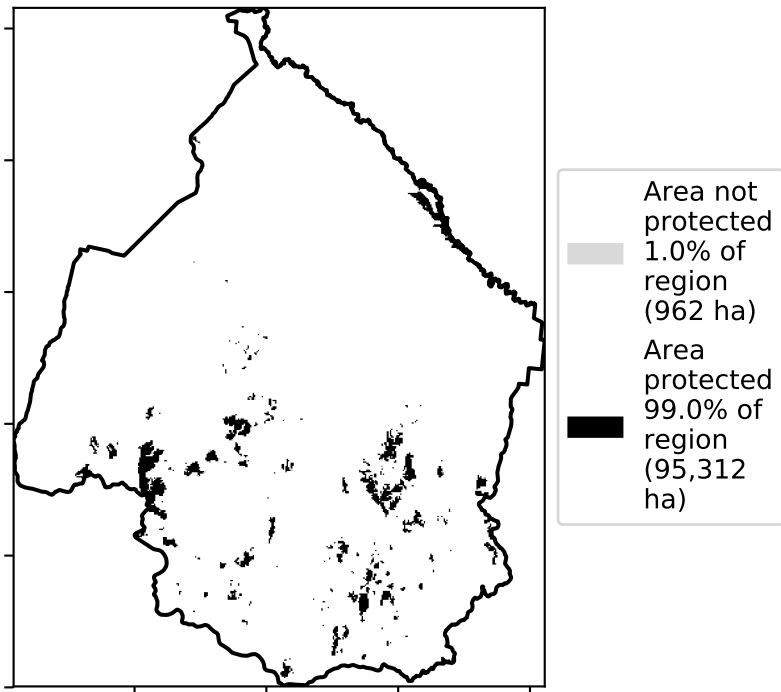 Area not
protected
1.0% of
region
(962 ha)
Area
protected
99.0% of
region
(95,312
ha)